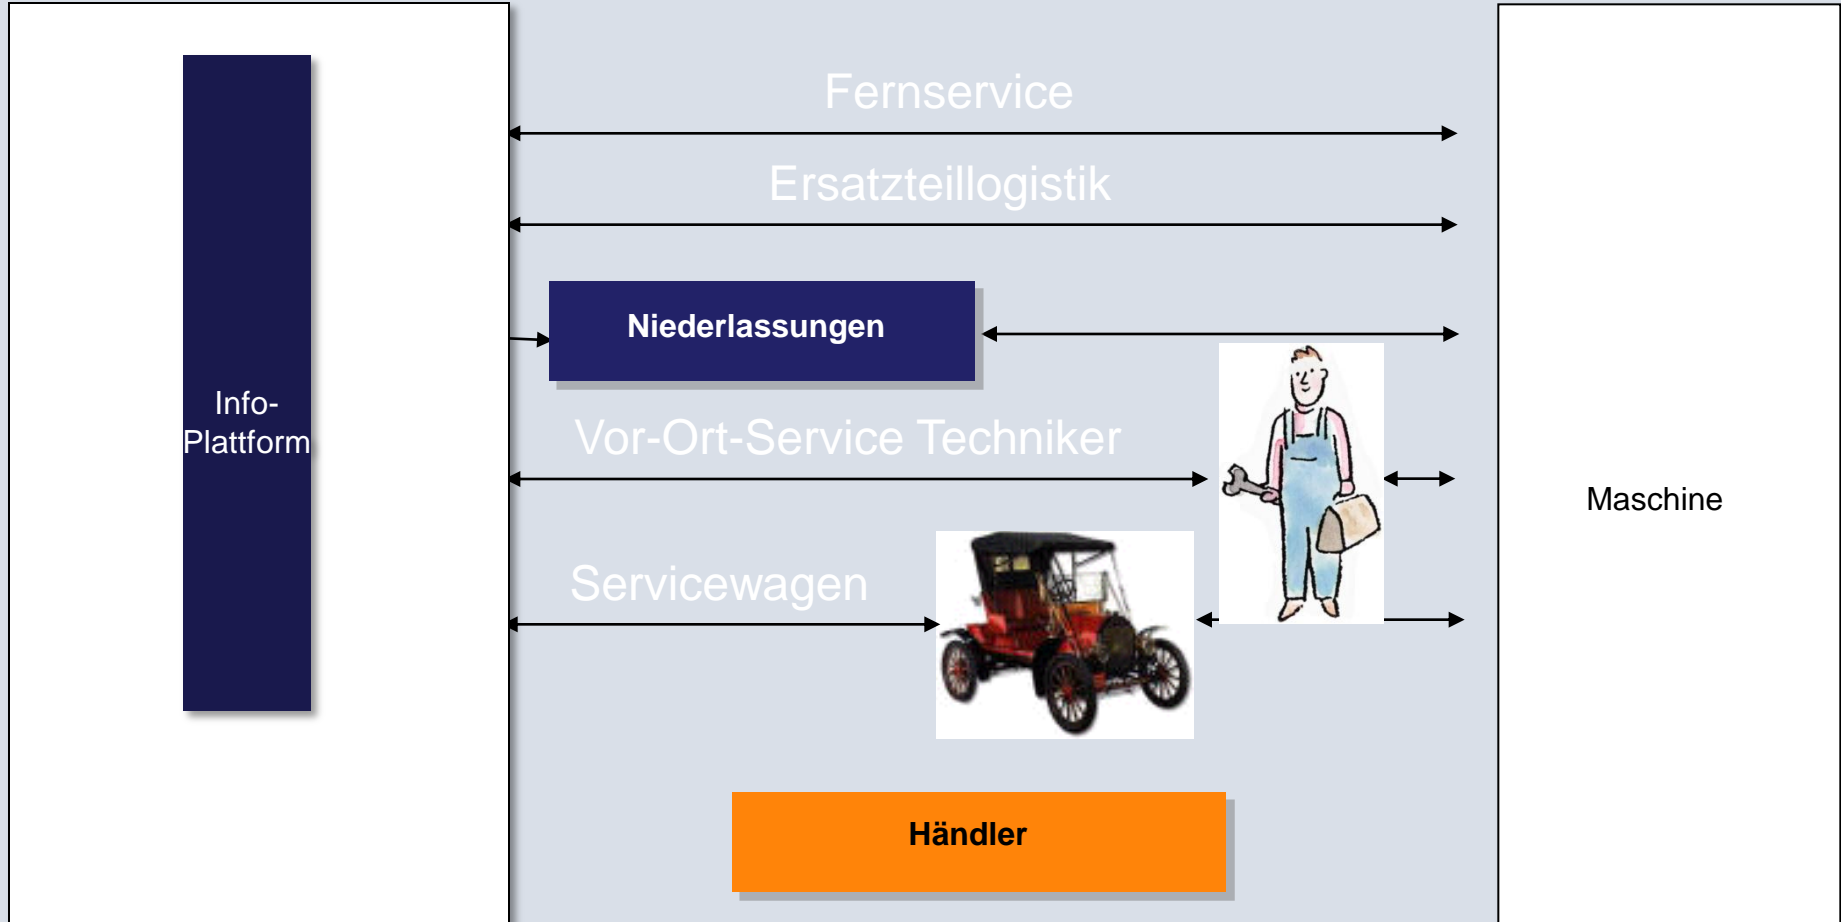 Fernservice
Ersatzteillogistik
Niederlassungen
Info-
Plattform
Vor-Ort-Service Techniker
Maschine
Servicewagen
Händler